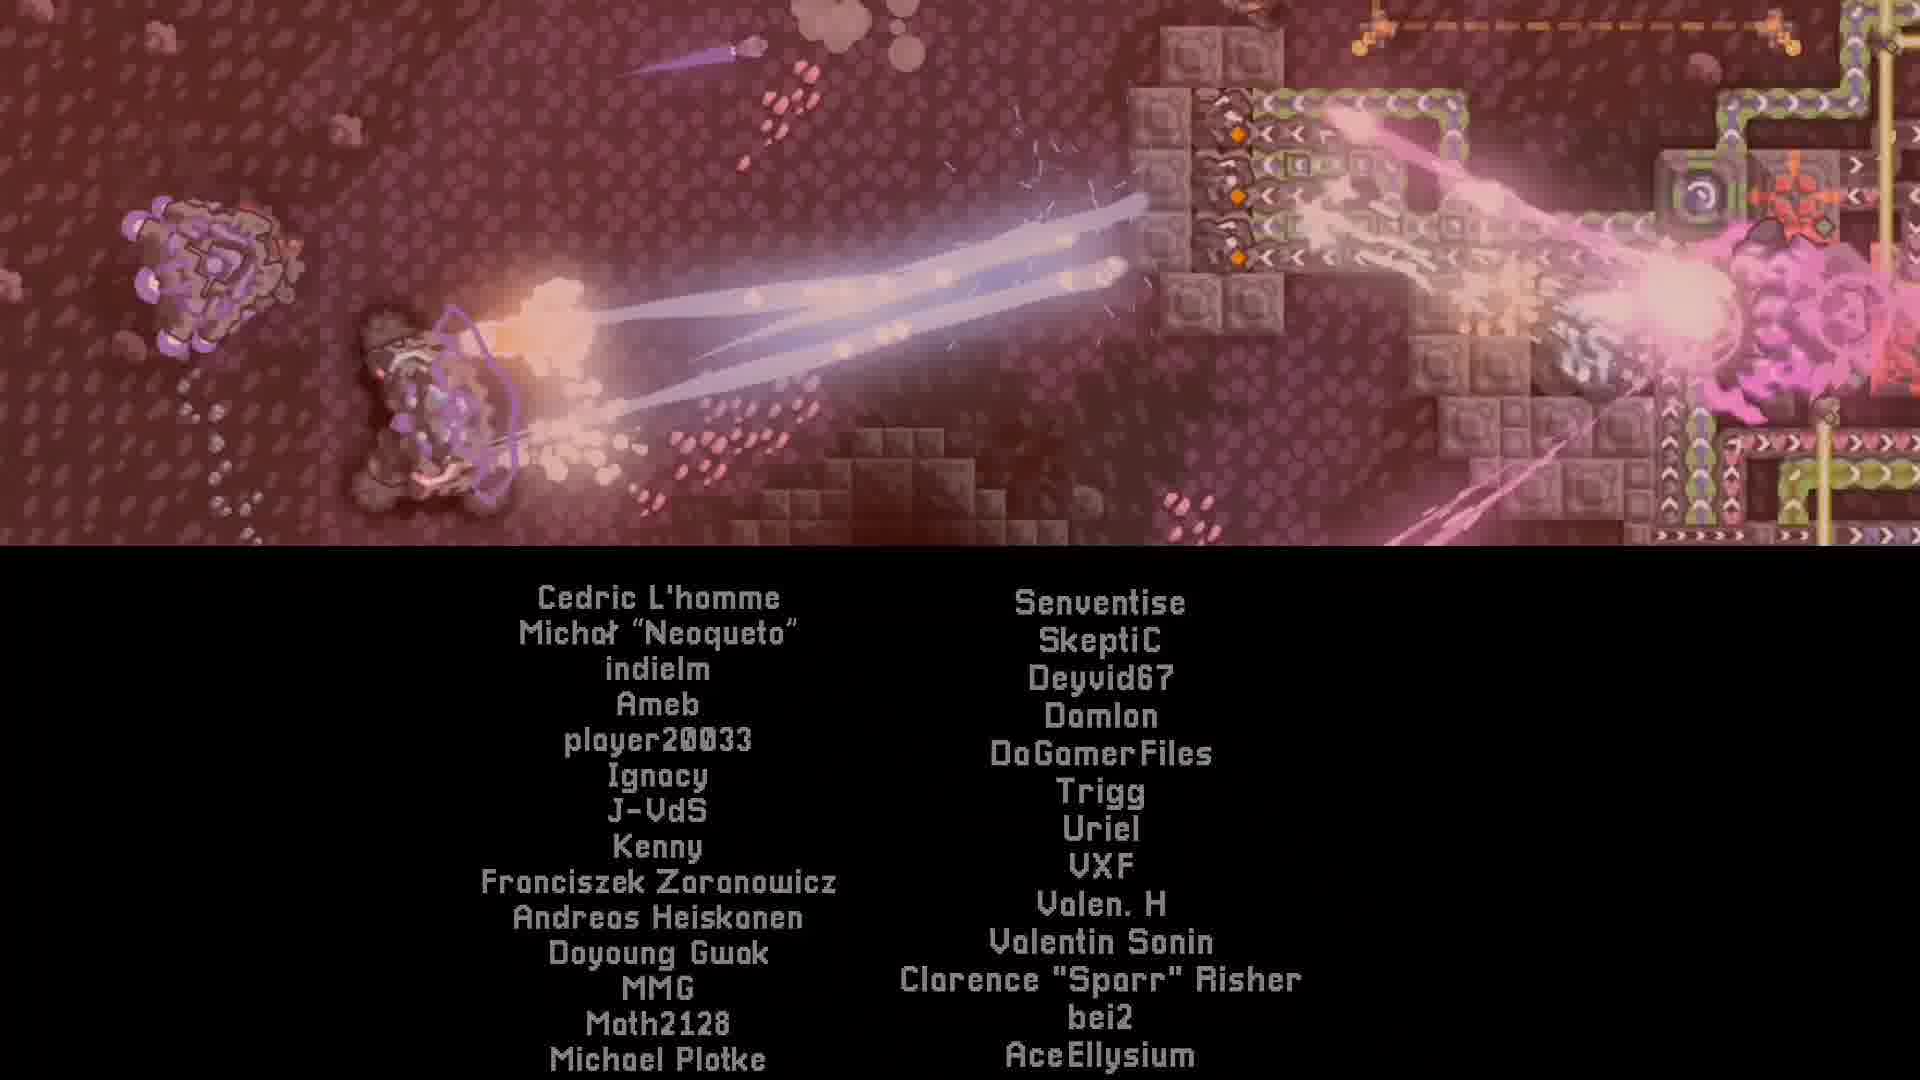 Cedric L'homme
Michał “Neoqueto”
indielm
Ameb
player20033
Ignacy
J-VdS
Kenny
Franciszek Zaranowicz
Andreas Heiskanen
Doyoung Gwak
MMG
Math2128
Michael Plotke
Senventise
SkeptiC
Deyvid67
Damlon
DaGamerFiles
Trigg
Uriel
VXF
Valen. H
Valentin Sonin
Clarence "Sparr" Risher
bei2
AceEllysium